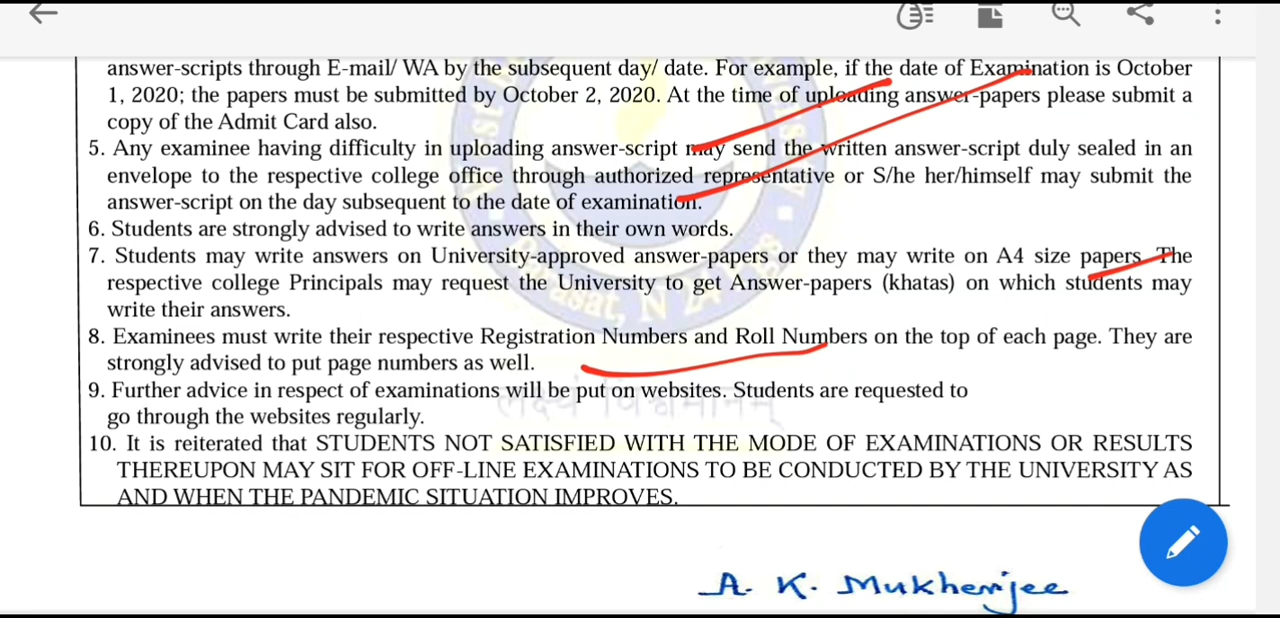 answer-scripts through E-mail/ WA by the subsequent day/ date. For example, if the date of Examination is October
1, 2020; the papers must be submitted by October 2, 2020. At the time of uploading answer-papers please submit a
copy of the Admit Card also.
5. Any examinee having difficulty in uploading answer-script may send the written answer-script duly sealed in an
envelope to the respective college office through authorized representative or S/he her/himself may submit the
answer-script on the day subsequent to the date of examination.
6. Students are strongly advised to write answers in their own words.
7. Students may write answers on University-approved answer-papers or they may write on A4 size papers. The
respective college Principals may request the University to get Answer-papers (khatas) on which students may
write their answers.
8. Examinees must write their respective Registration Numbers and Roll Numbers on the top of each page. They are
strongly advised to put page numbers as well.
9. Further advice in respect of examinations will be put on websites. Students are requested to
go through the websites regularly.
10. It is reiterated that STUDENTS NOT SATISFIED WITH THE MODE OF EXAMINATIONS OR RESULTS
THEREUPON MAY SIT FOR OFF-LINE EXAMINATIONS TO BE CONDUCTED BY THE UNIVERSITY AS
AND WHEN THE PANDEMIC SITUATION IMPROVES.
A. K. Mukherjee